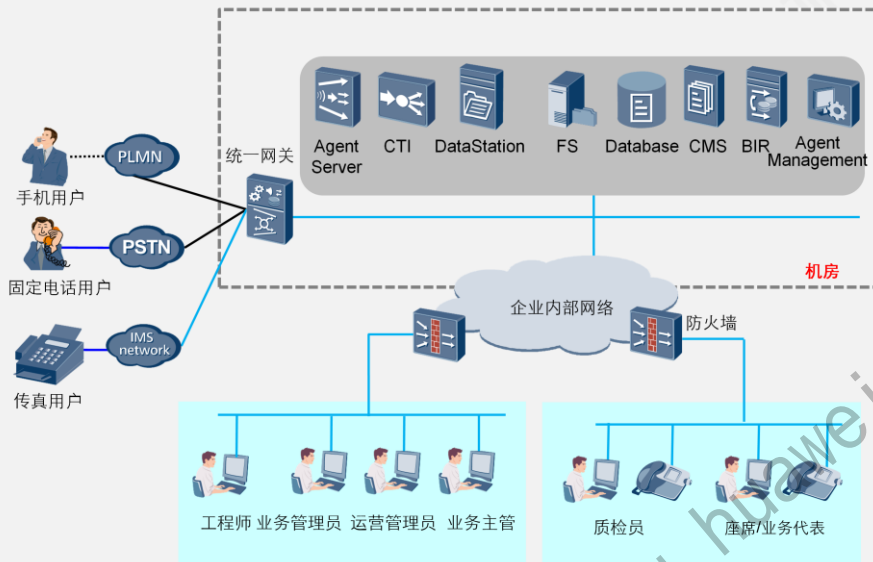 Agent
Server
CTI
DataStation
FS
Database
CMS
BIR
Agent
Management
统一网关
PLMN
手机用户
PSTN
固定电话用户
机房
企业内部网络
防火墙
IMS
network
传真用户
工程师
业务管理员
运营管理员
业务主管
质检员
座席/业务代表
huawei